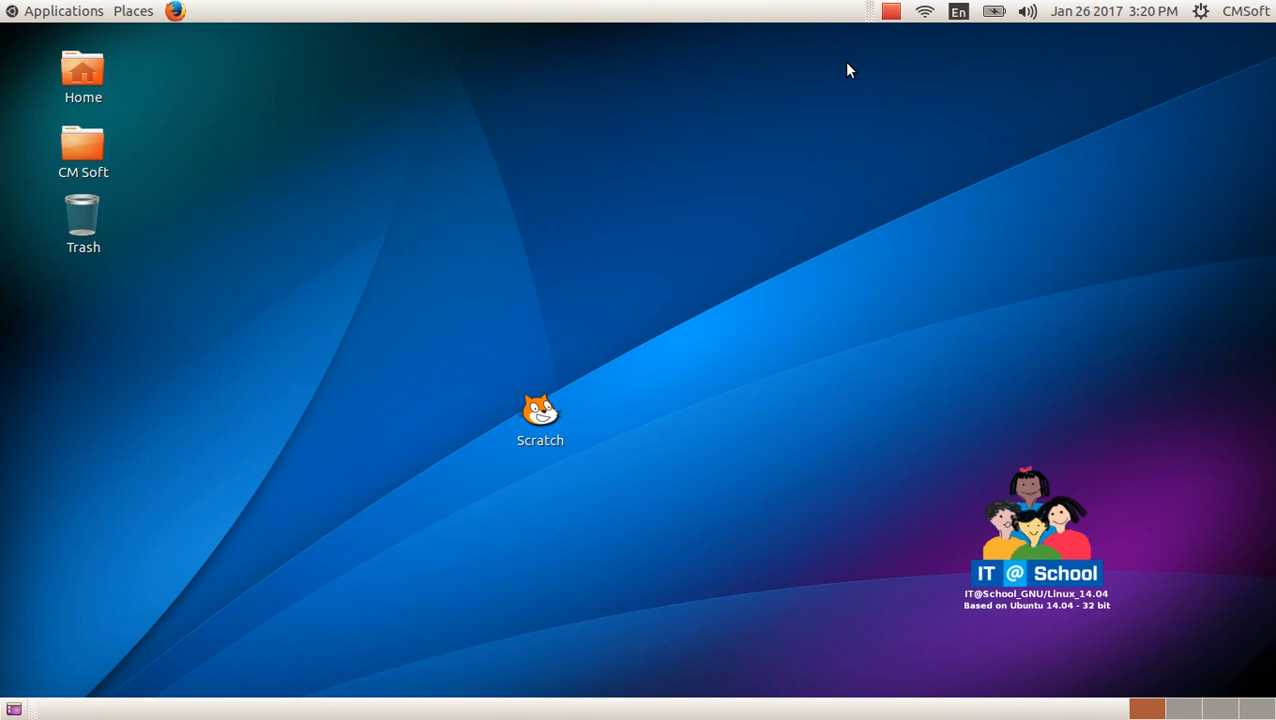 Applications Places
En Jan 26 2017 3:20 PM CMSoft
Home
CM Soft
Trash
Scratch
IT @ School
IT@School_GNU/Linux_14.04
Based on Ubuntu 14.04 - 32 bit